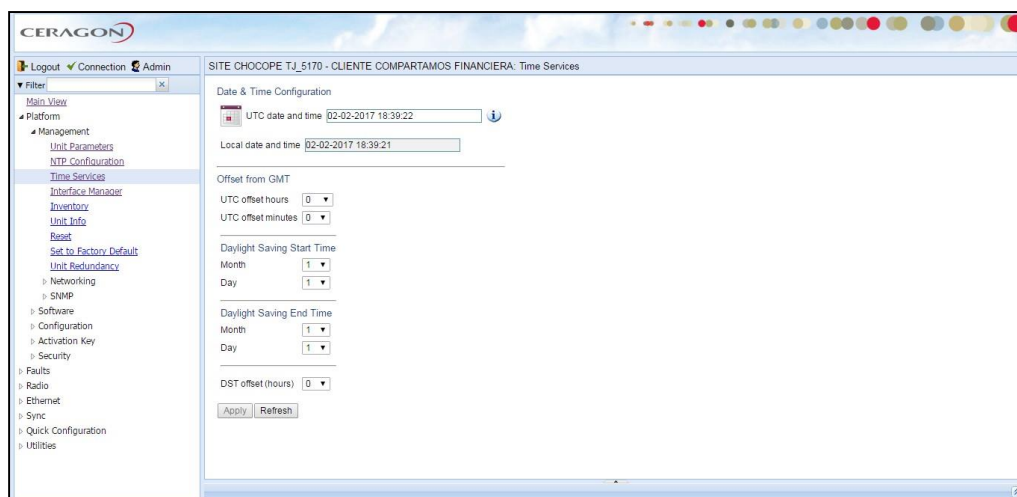 CERAGON
Logout Connection Admin
Filter
Main View
Platform
Management
Unit Parameters
NTP Configuration
Time Services
Interface Manager
Inventory
Unit Info
Reset
Set to Factory Default
Unit Redundancy
Networking
SNMP
Software
Configuration
Activation Key
Security
Faults
Radio
Ethernet
Sync
Quick Configuration
Utilities
SITE CHOCOPE TJ_5170 - CLIENTE COMPARTAMOS FINANCIERA: Time Services
Date & Time Configuration
UTC date and time 02-02-2017 18:39:22
Local date and time 02-02-2017 18:39:21
Offset from GMT
UTC offset hours 0
UTC offset minutes 0
Daylight Saving Start Time
Month 1
Day 1
Daylight Saving End Time
Month 1
Day 1
DST offset (hours) 0
Apply Refresh